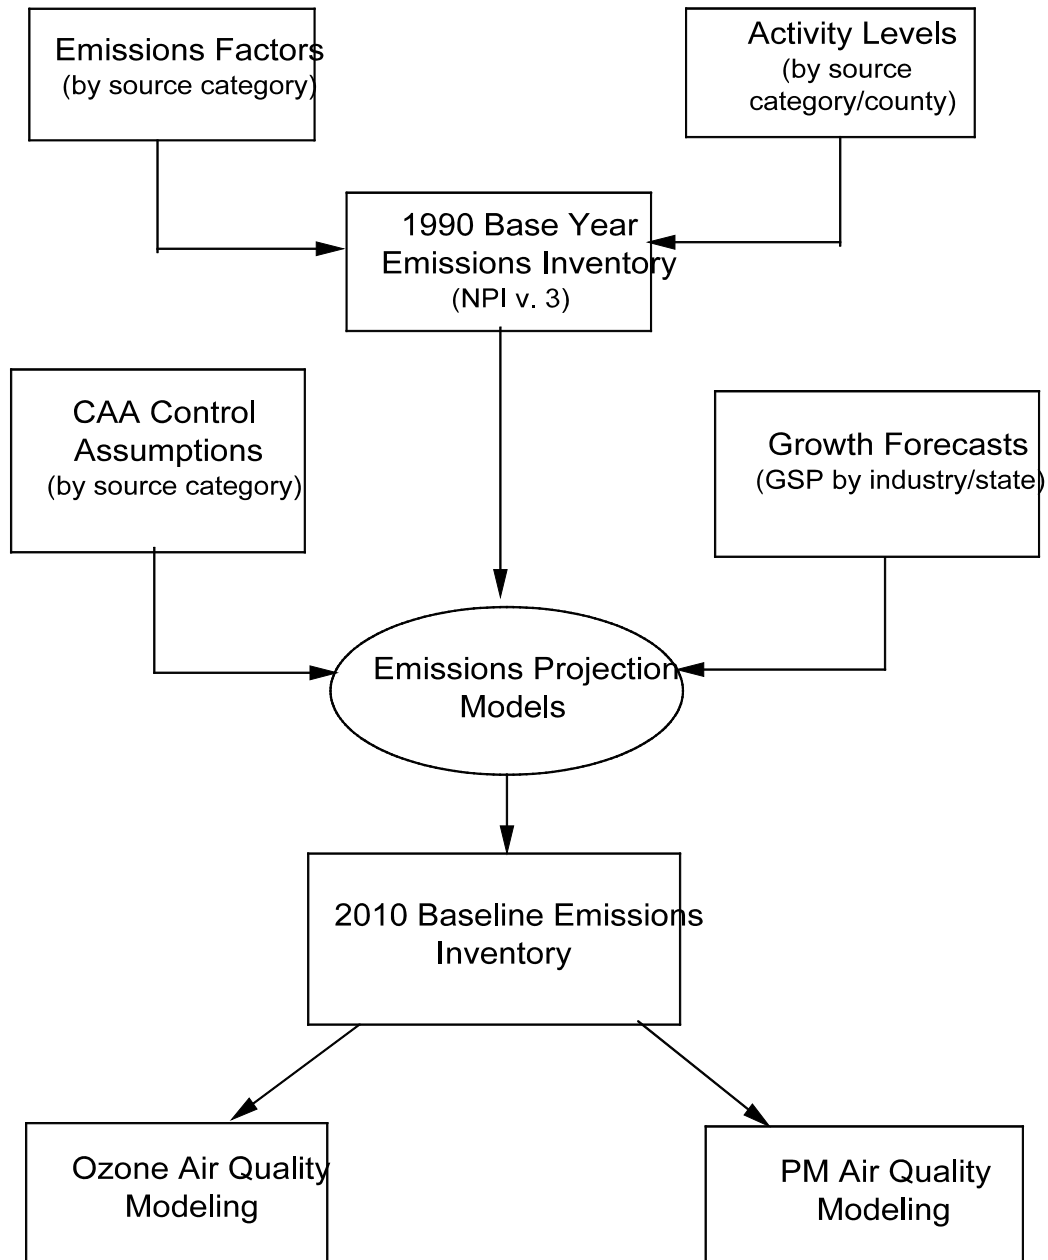 Emissions Factors
(by source category)
Activity Levels
(by source
category/county)
1990 Base Year
Emissions Inventory
(NPI v. 3)
CAA Control
Assumptions
(by source category)
Growth Forecasts
(GSP by industry/state)
Emissions Projection
Models
2010 Baseline Emissions
Inventory
Ozone Air Quality
Modeling
PM Air Quality
Modeling